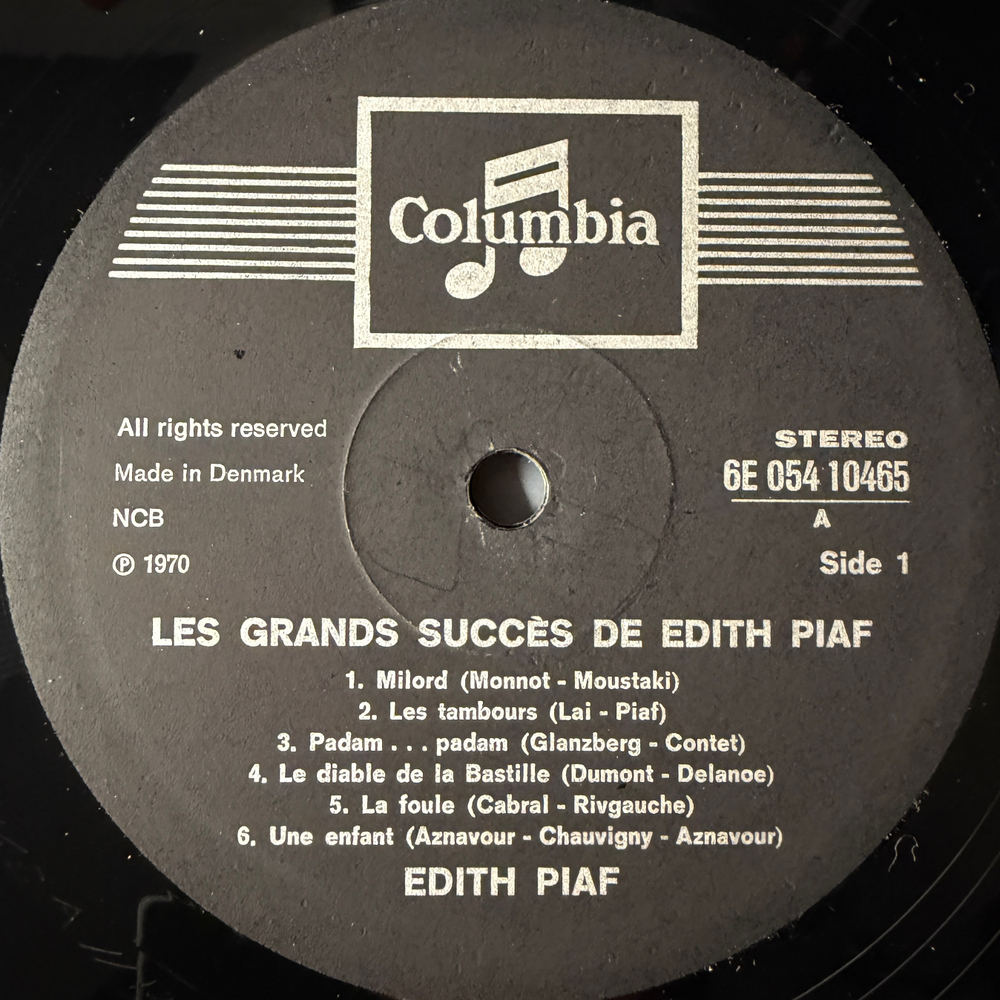 Columbia
All rights reserved
Made in Denmark
NCB
℗ 1970
STEREO
6E 054 10465
A
Side 1
LES GRANDS SUCCÈS DE EDITH PIAF
1. Milord (Monnot - Moustaki)
2. Les tambours (Lai - Piaf)
3. Padam . . . padam (Glanzberg - Contet)
4. Le diable de la Bastille (Dumont - Delanoe)
5. La foule (Cabral - Rivgauche)
6. Une enfant (Aznavour - Chauvigny - Aznavour)
EDITH PIAF